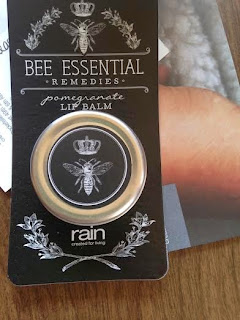 BEE ESSENTIAL
REMEDIES
pomegranate
LIP BALM
rain
created for living